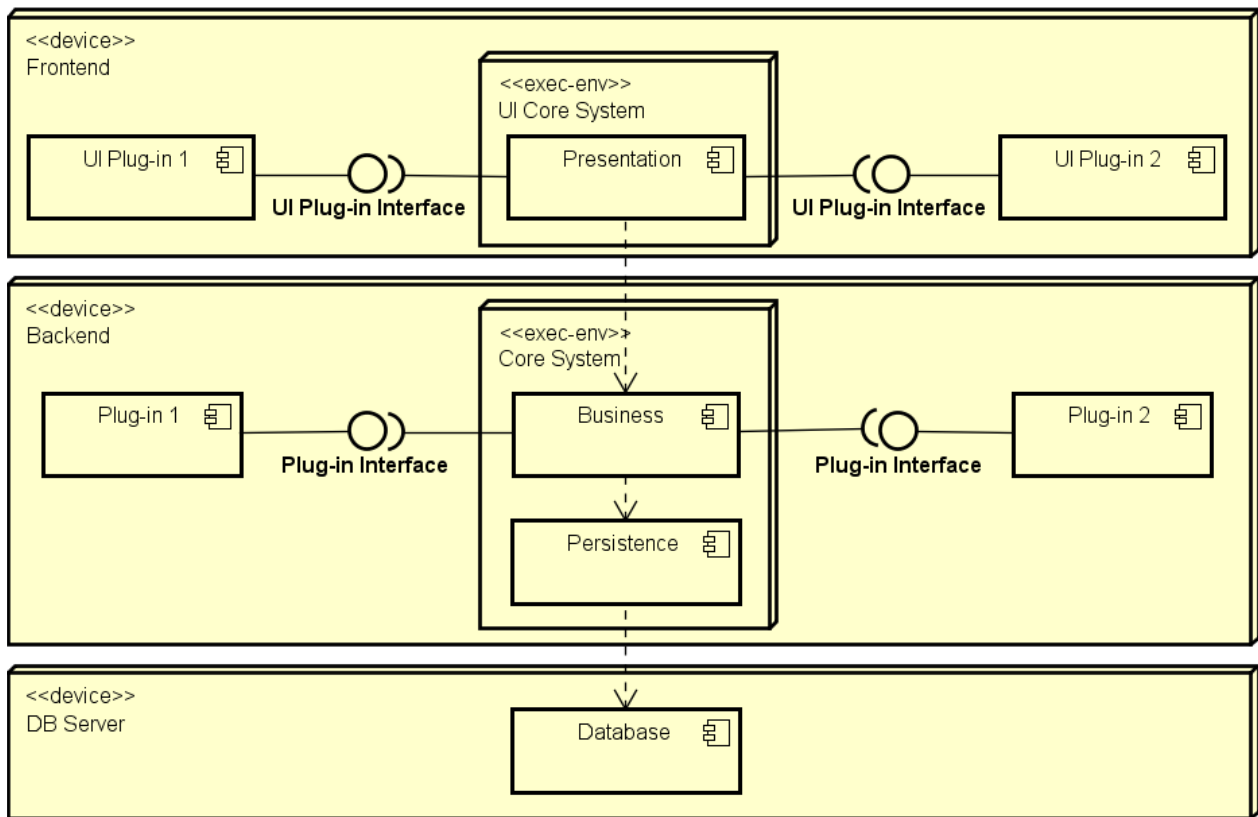 <<device>>
Frontend
<<exec-env>>
UI Core System
UI Plug-in 1
Presentation
UI Plug-in 2
UI Plug-in Interface
UI Plug-in Interface
<<device>>
Backend
<<exec-env>>
Core System
Plug-in 1
Business
Plug-in 2
Plug-in Interface
Plug-in Interface
Persistence
<<device>>
DB Server
Database